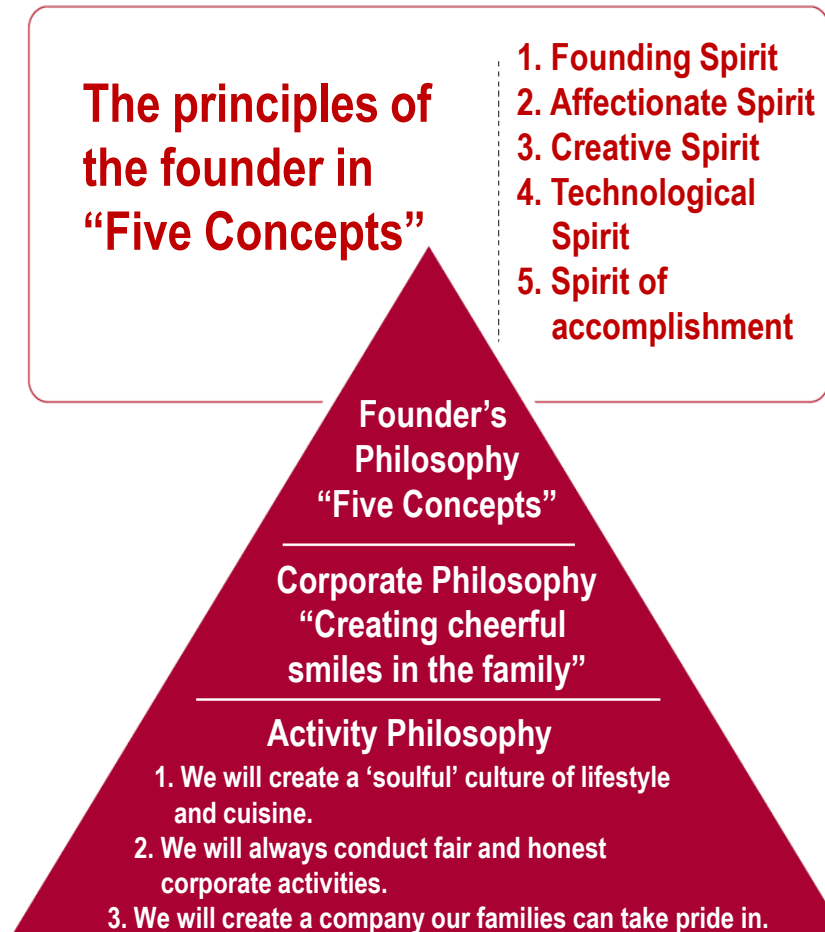 The principles of
the founder in
“Five Concepts”
1. Founding Spirit
2. Affectionate Spirit
3. Creative Spirit
4. Technological
Spirit
5. Spirit of
accomplishment
Founder’s
Philosophy
“Five Concepts”
Corporate Philosophy
“Creating cheerful
smiles in the family”
Activity Philosophy
1. We will create a ‘soulful’ culture of lifestyle
and cuisine.
2. We will always conduct fair and honest
corporate activities.
3. We will create a company our families can take pride in.